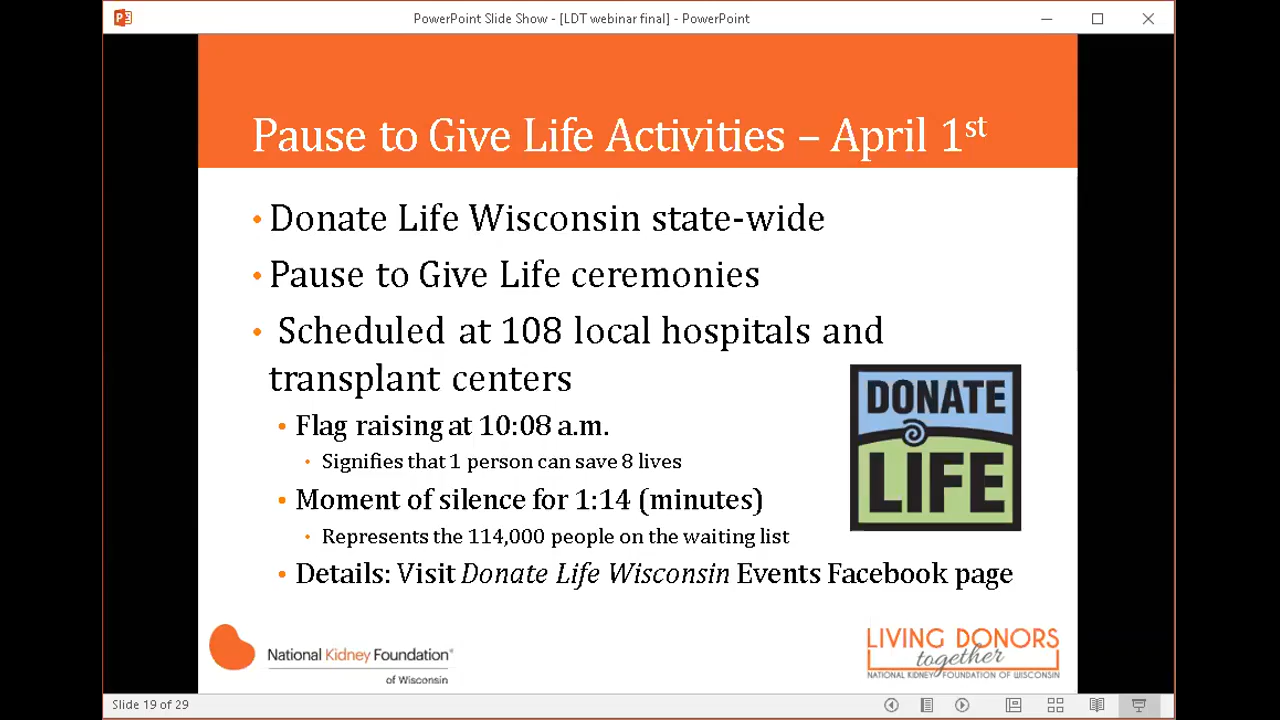 PowerPoint Slide Show - [LDT webinar final] - PowerPoint
Pause to Give Life Activities – April 1st
• Donate Life Wisconsin state-wide
• Pause to Give Life ceremonies
• Scheduled at 108 local hospitals and
transplant centers
• Flag raising at 10:08 a.m.
• Signifies that 1 person can save 8 lives
• Moment of silence for 1:14 (minutes)
• Represents the 114,000 people on the waiting list
• Details: Visit Donate Life Wisconsin Events Facebook page
DONATE
LIFE
National Kidney Foundation®
of Wisconsin
LIVING DONORS
together
NATIONAL KIDNEY FOUNDATION OF WISCONSIN
Slide 19 of 29